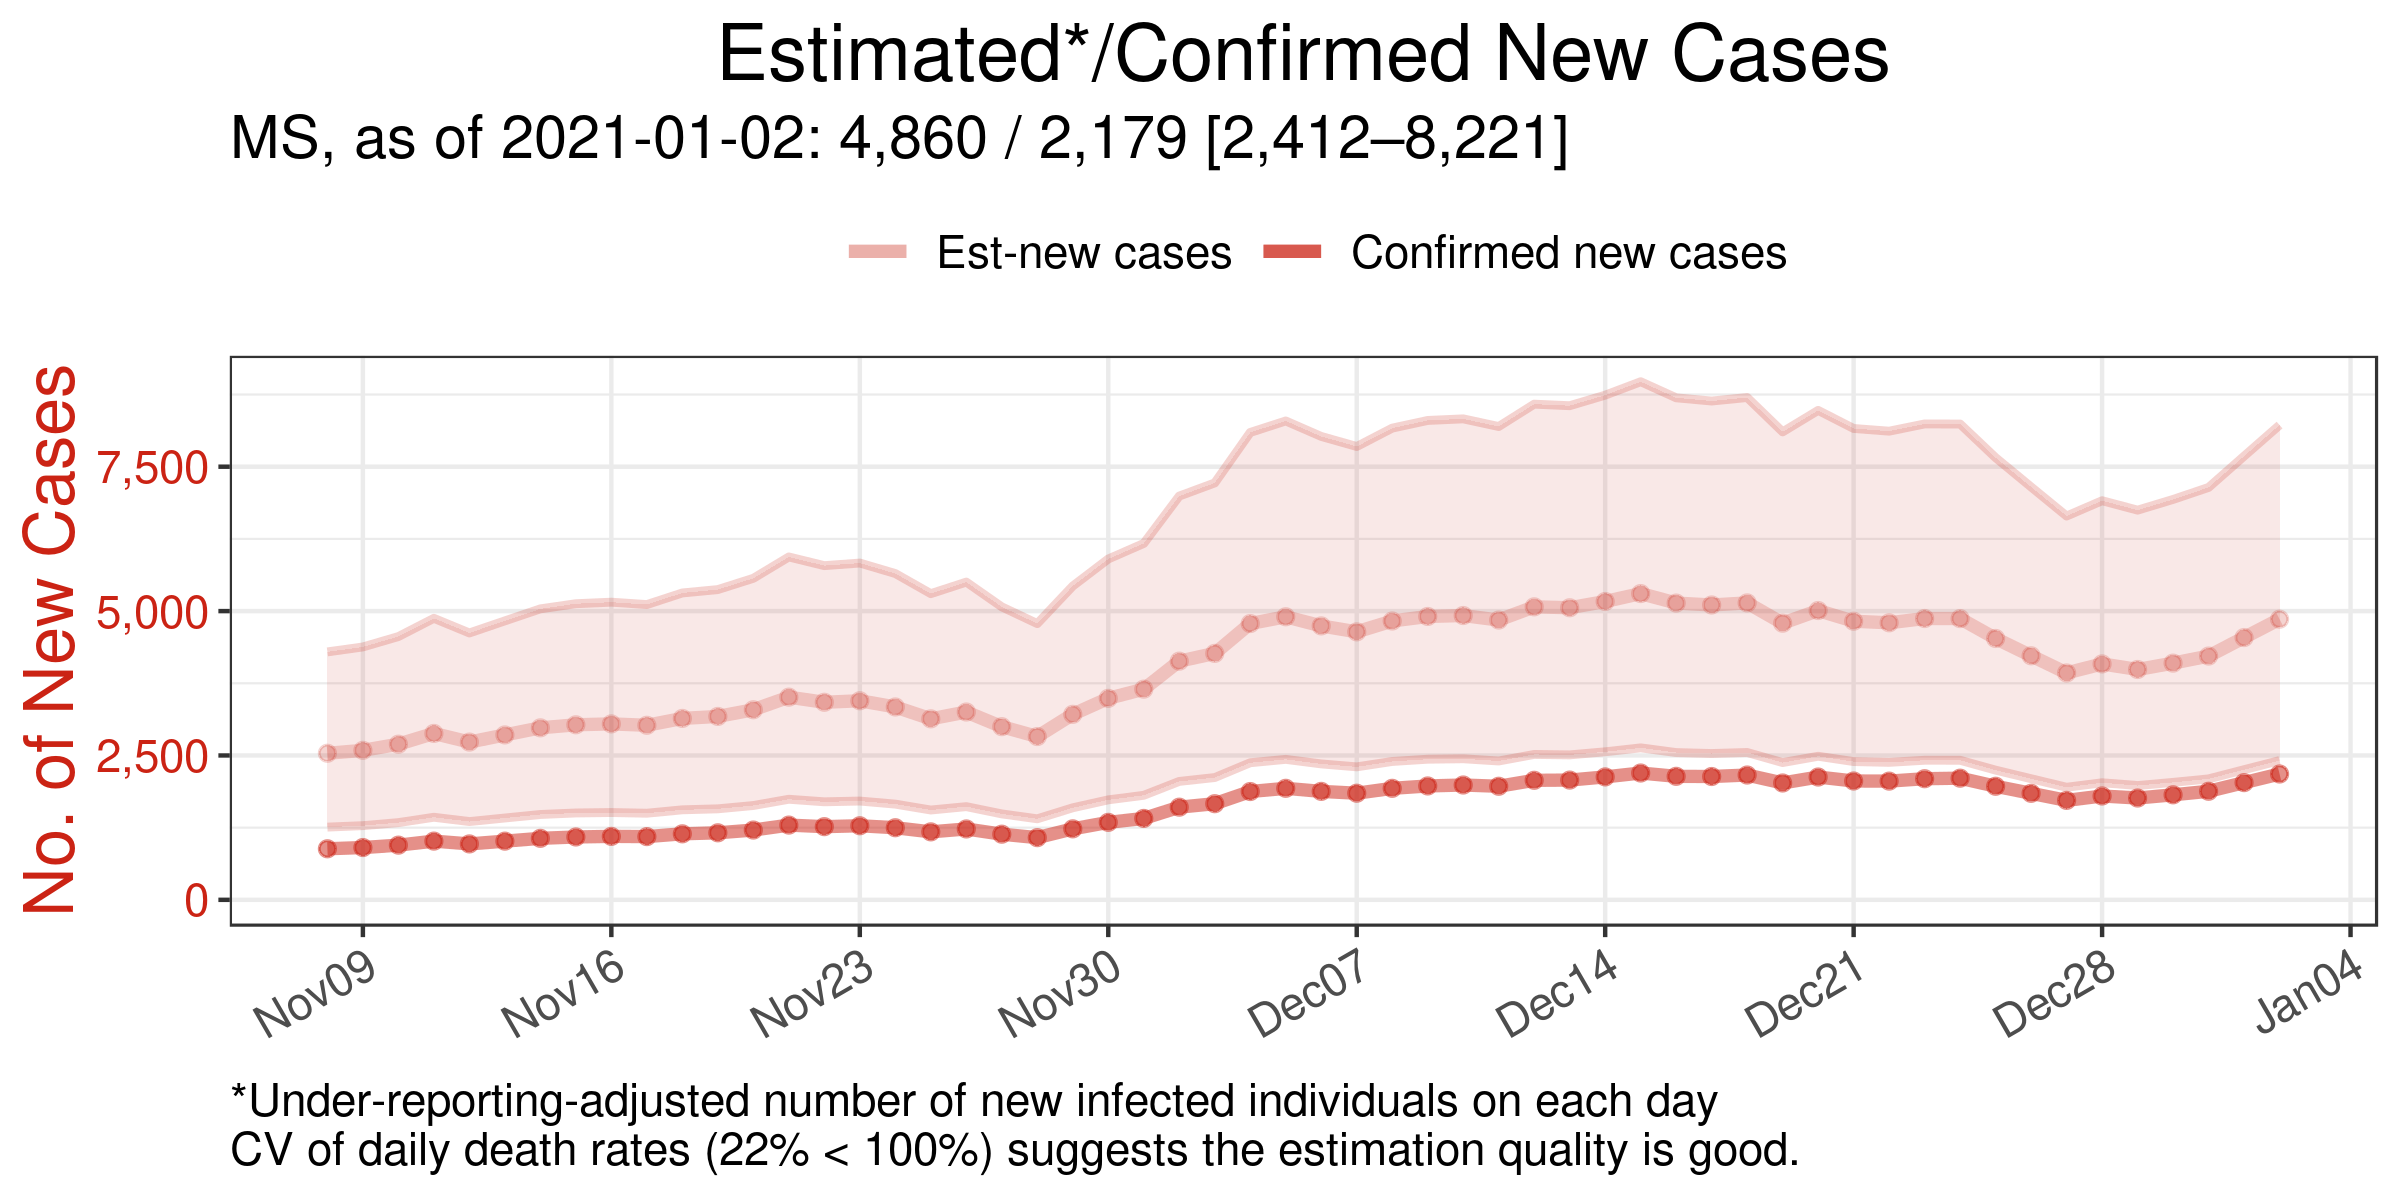 Estimated*/Confirmed New Cases
MS, as of 2021-01-02: 4,860 / 2,179 [2,412–8,221]
Est-new cases
Confirmed new cases
No. of New Cases
7,500
5,000
2,500
0
Nov09
Nov16
Nov23
Nov30
Dec07
Dec14
Dec21
Dec28
Jan04
*Under-reporting-adjusted number of new infected individuals on each day
CV of daily death rates (22% < 100%) suggests the estimation quality is good.